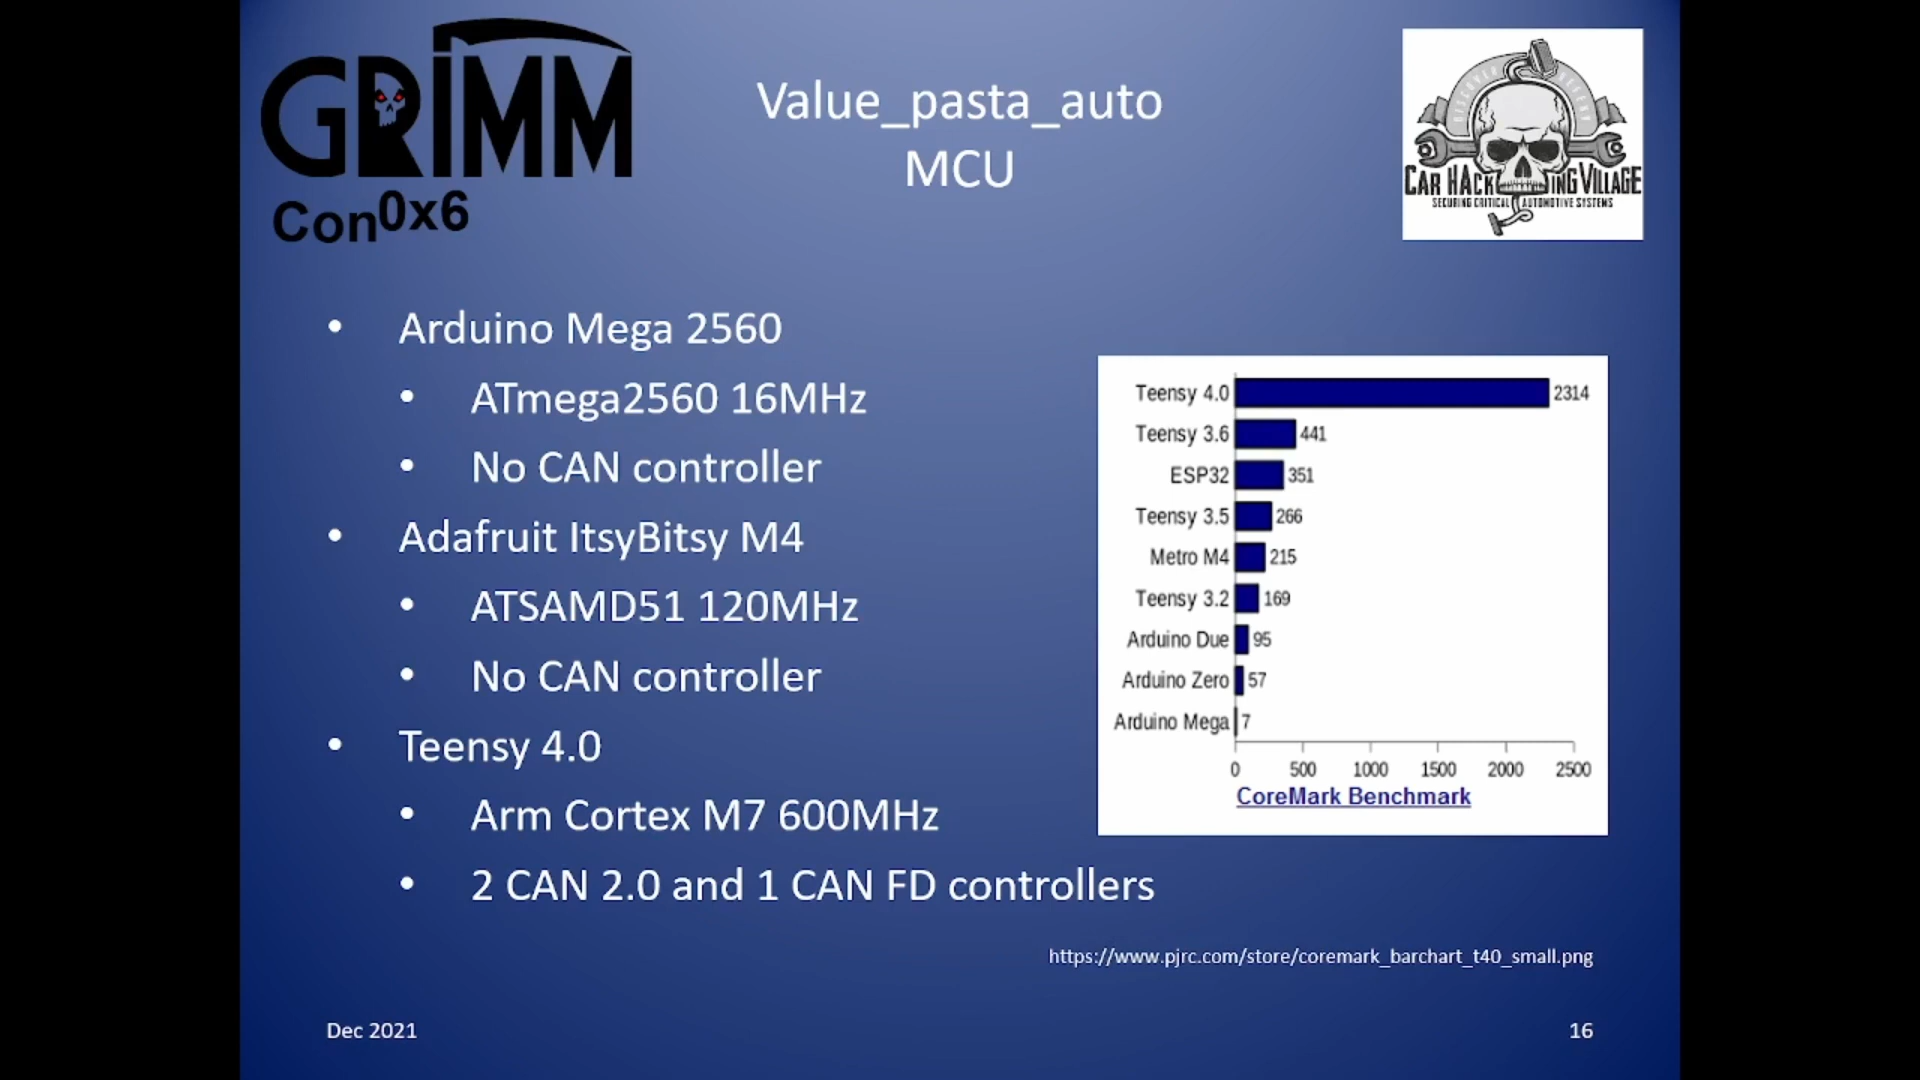 GRIMM
Con0x6
Value_pasta_auto
MCU
CAR HACKING VILLAGE
SECURING CRITICAL AUTOMOTIVE SYSTEMS
• Arduino Mega 2560
• ATmega2560 16MHz
• No CAN controller
• Adafruit ItsyBitsy M4
• ATSAMD51 120MHz
• No CAN controller
• Teensy 4.0
• Arm Cortex M7 600MHz
• 2 CAN 2.0 and 1 CAN FD controllers
Teensy 4.0 2314
Teensy 3.6 441
ESP32 351
Teensy 3.5 266
Metro M4 215
Teensy 3.2 169
Arduino Due 95
Arduino Zero 57
Arduino Mega 7
0 500 1000 1500 2000 2500
CoreMark Benchmark
https://www.pjrc.com/store/coremark_barchart_t40_small.png
Dec 2021
16